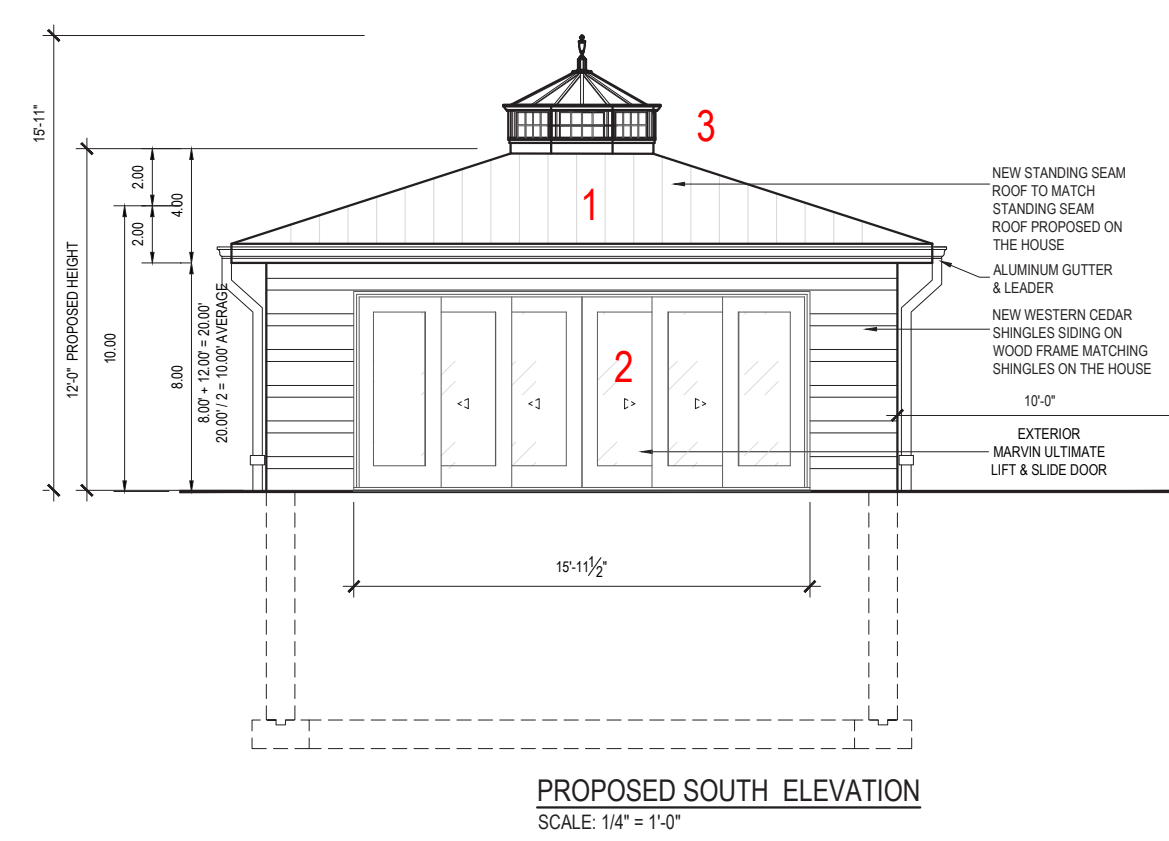 15'-11"
12'-0" PROPOSED HEIGHT
10.00
2.00
2.00
4.00
8.00
8.00' + 12.00' = 20.00'
20.00' / 2 = 10.00' AVERAGE
3
1
2
NEW STANDING SEAM
ROOF TO MATCH
STANDING SEAM
ROOF PROPOSED ON
THE HOUSE
ALUMINUM GUTTER
& LEADER
NEW WESTERN CEDAR
SHINGLES SIDING ON
WOOD FRAME MATCHING
SHINGLES ON THE HOUSE
10'-0"
EXTERIOR
MARVIN ULTIMATE
LIFT & SLIDE DOOR
15'-11½"
PROPOSED SOUTH ELEVATION
SCALE: 1/4" = 1'-0"